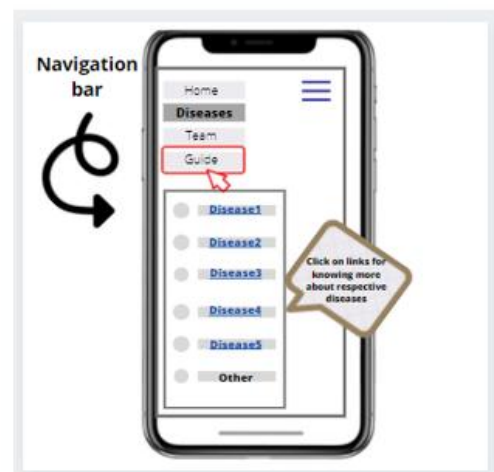 Navigation
bar
Home
Diseases
Team
Guide
Disease1
Disease2
Disease3
Disease4
Disease5
Other
Click on links for
knowing more
about respective
diseases